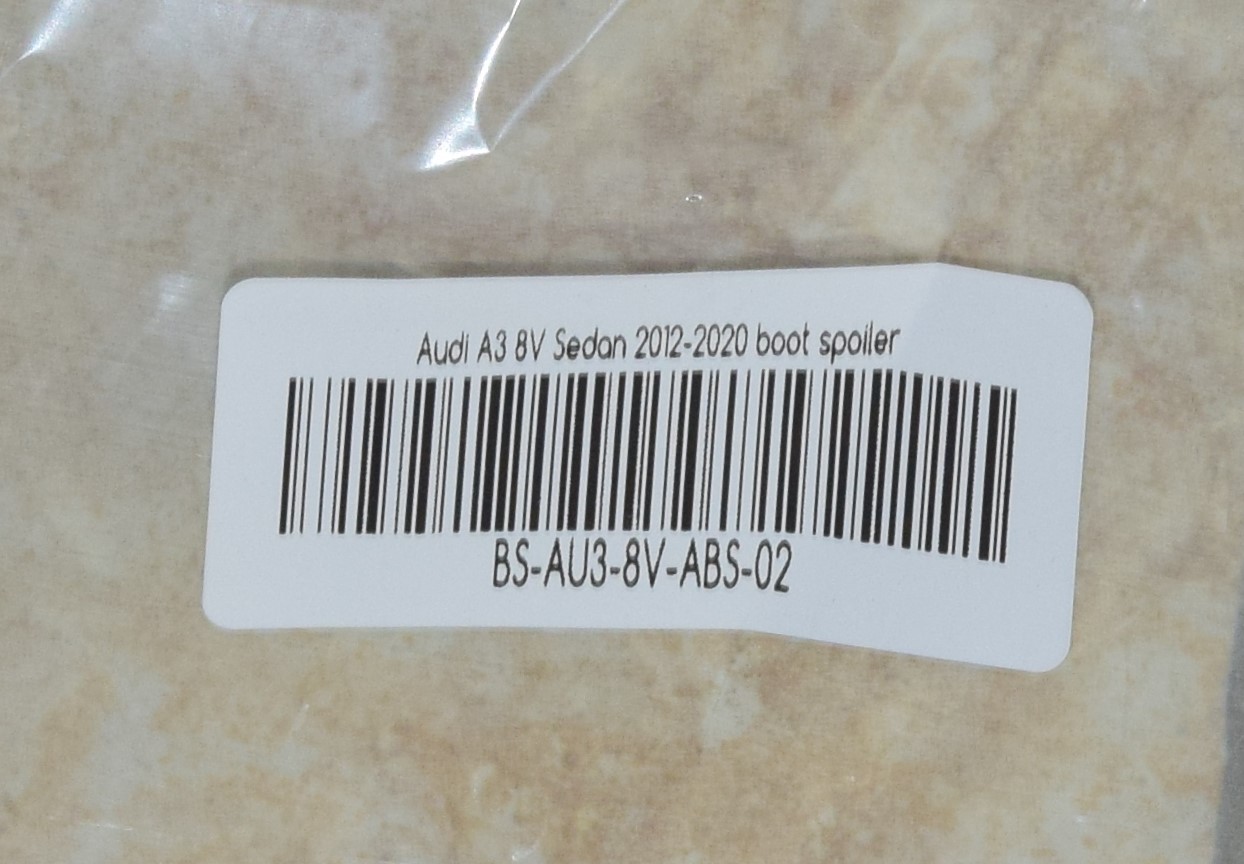 Audi A3 8V Sedan 2012-2020 boot spoiler
BS-AU3-8V-ABS-02